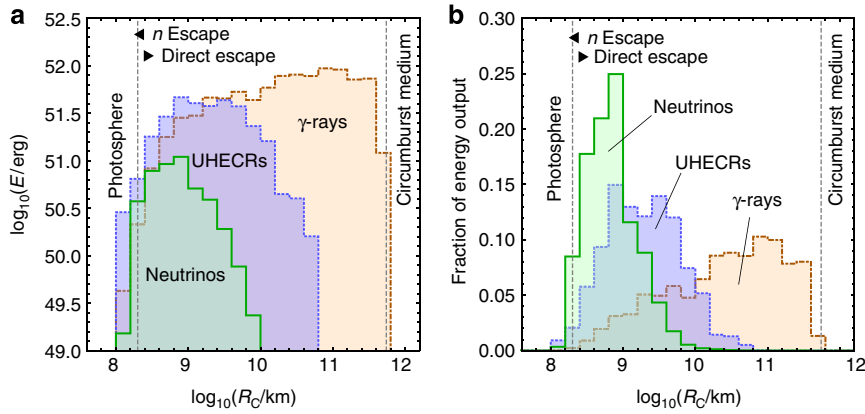 a
52.5
52.0
51.5
51.0
50.5
50.0
49.5
49.0
log₁₀(E/erg)
8
9
10
11
12
log₁₀(R_C/km)
Photosphere
◄ n Escape
► Direct escape
Circumburst medium
γ-rays
UHECRs
Neutrinos
b
0.30
0.25
0.20
0.15
0.10
0.05
0.00
Fraction of energy output
8
9
10
11
12
log₁₀(R_C/km)
Photosphere
◄ n Escape
► Direct escape
Circumburst medium
Neutrinos
UHECRs
γ-rays